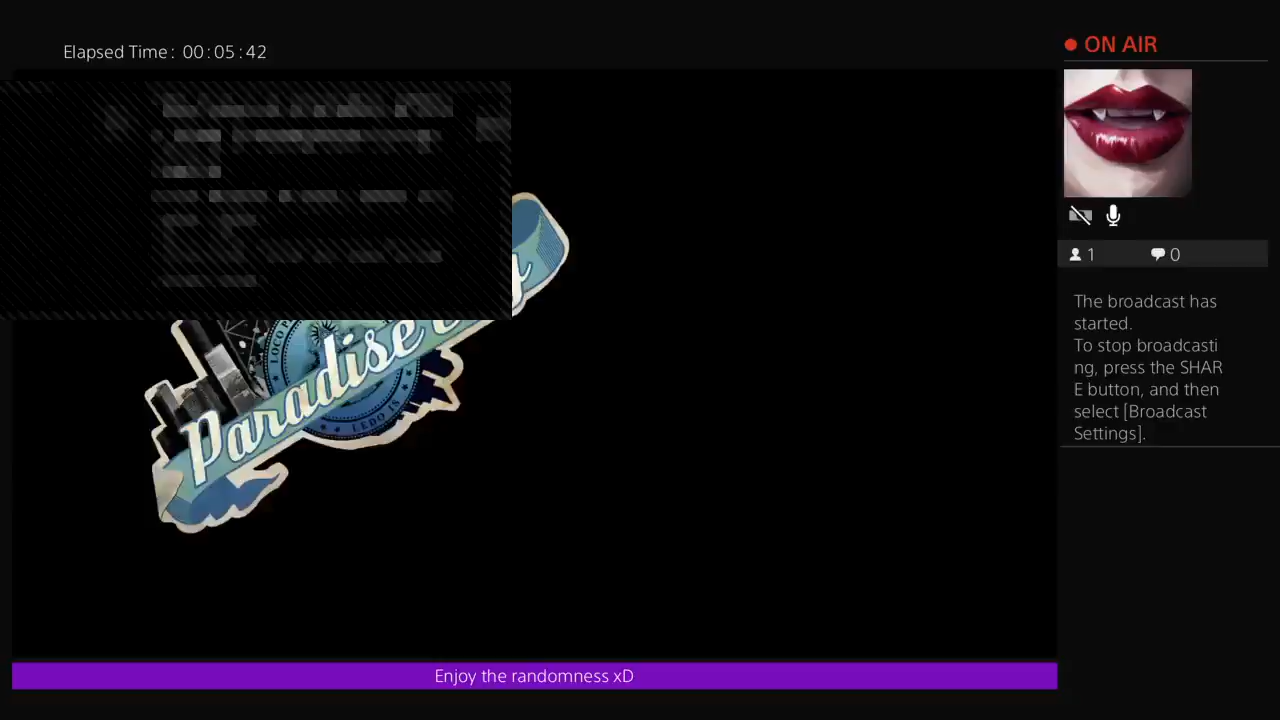 Elapsed Time: 00:05:42
ON AIR
1
0
The broadcast has
started.
To stop broadcasti
ng, press the SHAR
E button, and then
select [Broadcast
Settings].
Paradise
Enjoy the randomness xD